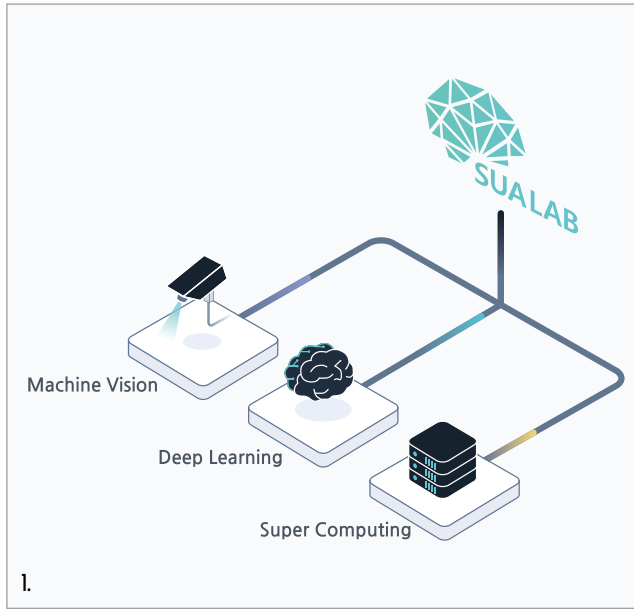 SUALAB
Machine Vision
Deep Learning
Super Computing
1.